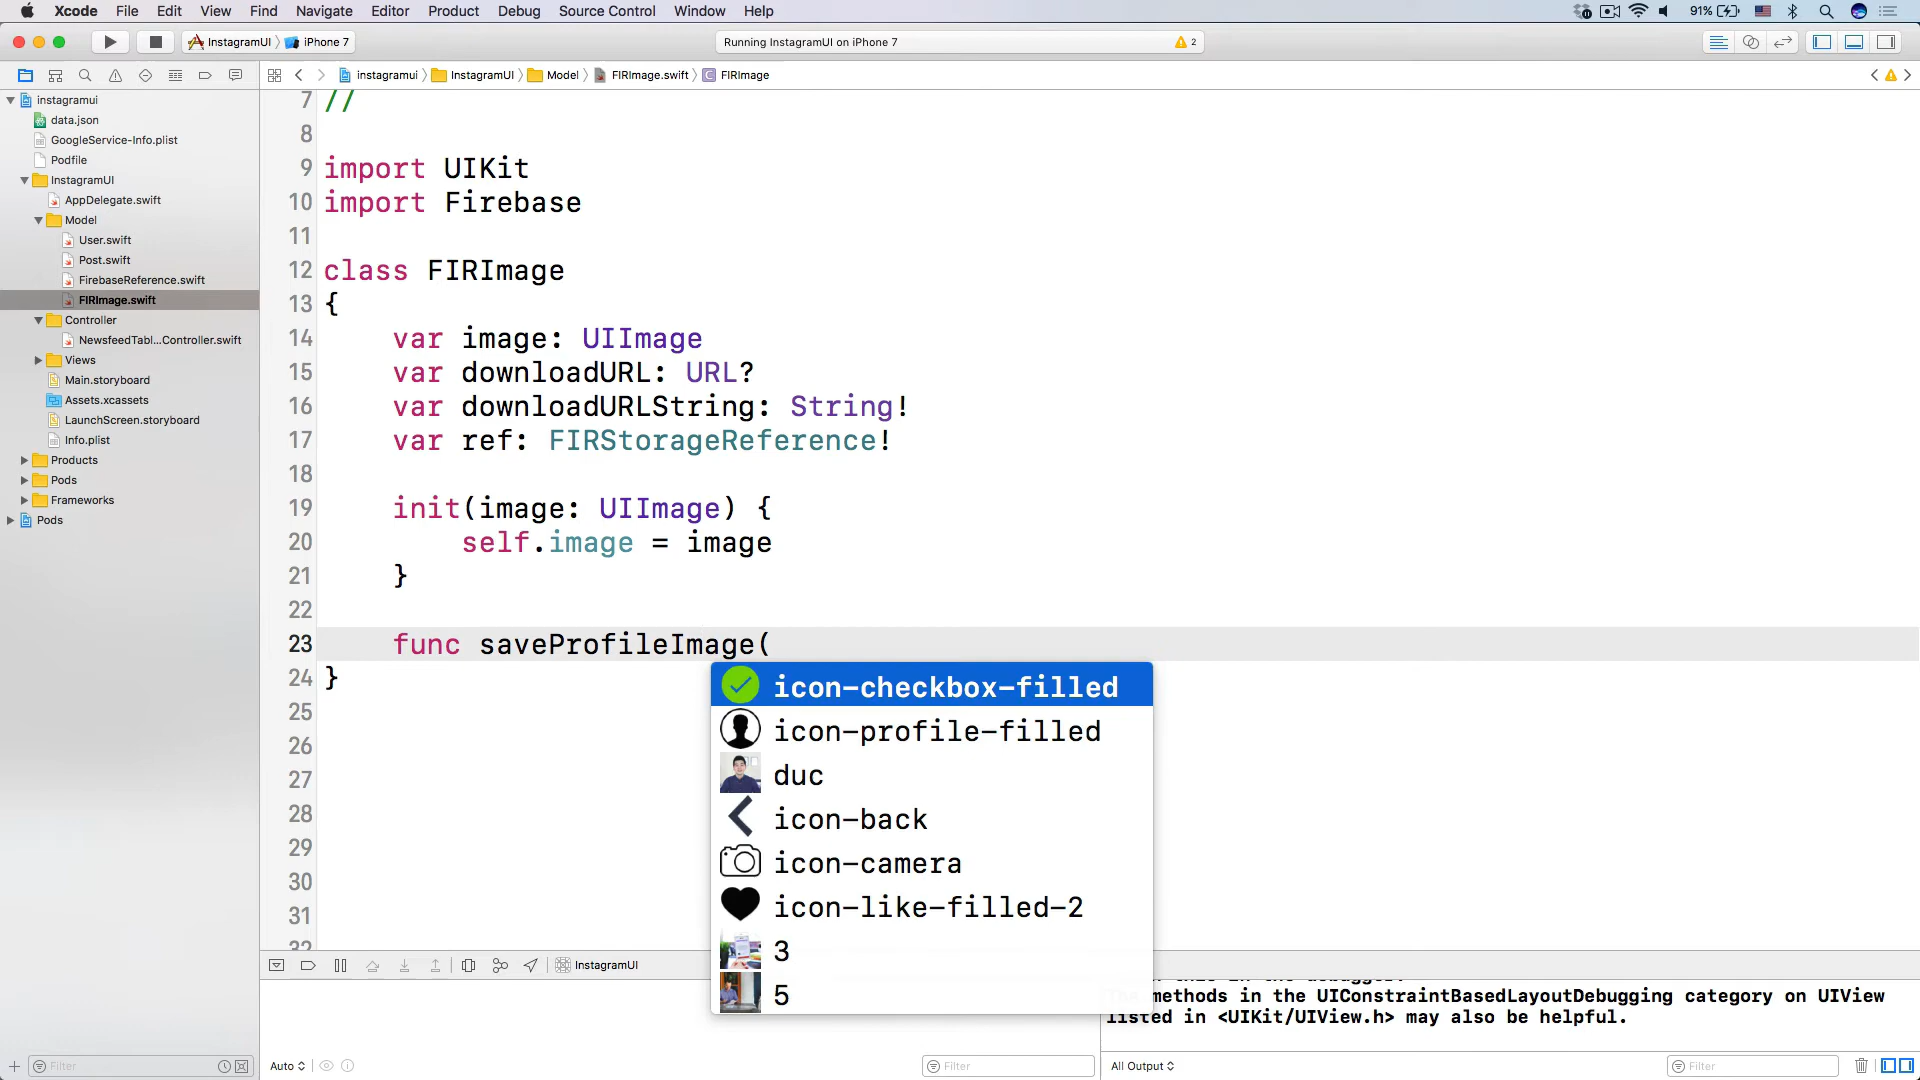 Xcode File Edit View Find Navigate Editor Product Debug Source Control Window Help 91%
InstagramUI iPhone 7 Running InstagramUI on iPhone 7 2
instagramui InstagramUI Model FIRImage.swift C FIRImage
instagramui
data.json
GoogleService-Info.plist
Podfile
InstagramUI
AppDelegate.swift
Model
User.swift
Post.swift
FirebaseReference.swift
FIRImage.swift
Controller
NewsfeedTabl...Controller.swift
Views
Main.storyboard
Assets.xcassets
LaunchScreen.storyboard
Info.plist
Products
Pods
Frameworks
Pods
Filter
7 //
8
9 import UIKit
10 import Firebase
11
12 class FIRImage
13 {
14 var image: UIImage
15 var downloadURL: URL?
16 var downloadURLString: String!
17 var ref: FIRStorageReference!
18
19 init(image: UIImage) {
20 self.image = image
21 }
22
23 func saveProfileImage(
24 }
25
26
27
28
29
30
31
32
icon-checkbox-filled
icon-profile-filled
duc
icon-back
icon-camera
icon-like-filled-2
3
5
InstagramUI
this in the debugger.
The methods in the UIConstraintBasedLayoutDebugging category on UIView
listed in <UIKit/UIView.h> may also be helpful.
Auto Filter All Output Filter